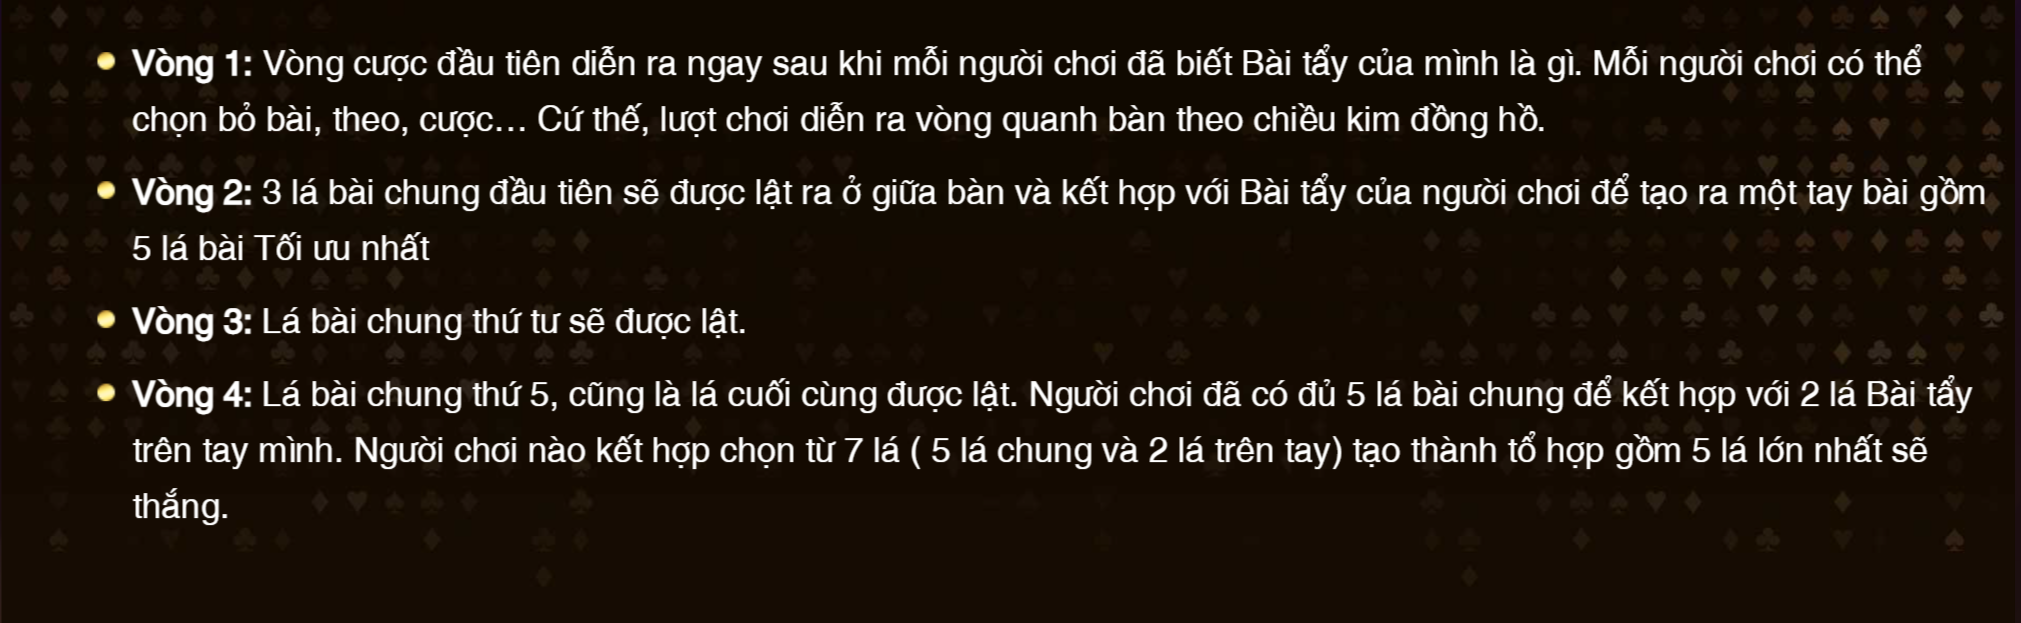 Vòng 1: Vòng cược đầu tiên diễn ra ngay sau khi mỗi người chơi đã biết Bài tẩy của mình là gì. Mỗi người chơi có thể
chọn bỏ bài, theo, cược... Cứ thế, lượt chơi diễn ra vòng quanh bàn theo chiều kim đồng hồ.
Vòng 2: 3 lá bài chung đầu tiên sẽ được lật ra ở giữa bàn và kết hợp với Bài tẩy của người chơi để tạo ra một tay bài gồm
5 lá bài Tối ưu nhất
Vòng 3: Lá bài chung thứ tư sẽ được lật.
Vòng 4: Lá bài chung thứ 5, cũng là lá cuối cùng được lật. Người chơi đã có đủ 5 lá bài chung để kết hợp với 2 lá Bài tẩy
trên tay mình. Người chơi nào kết hợp chọn từ 7 lá ( 5 lá chung và 2 lá trên tay) tạo thành tổ hợp gồm 5 lá lớn nhất sẽ
thắng.